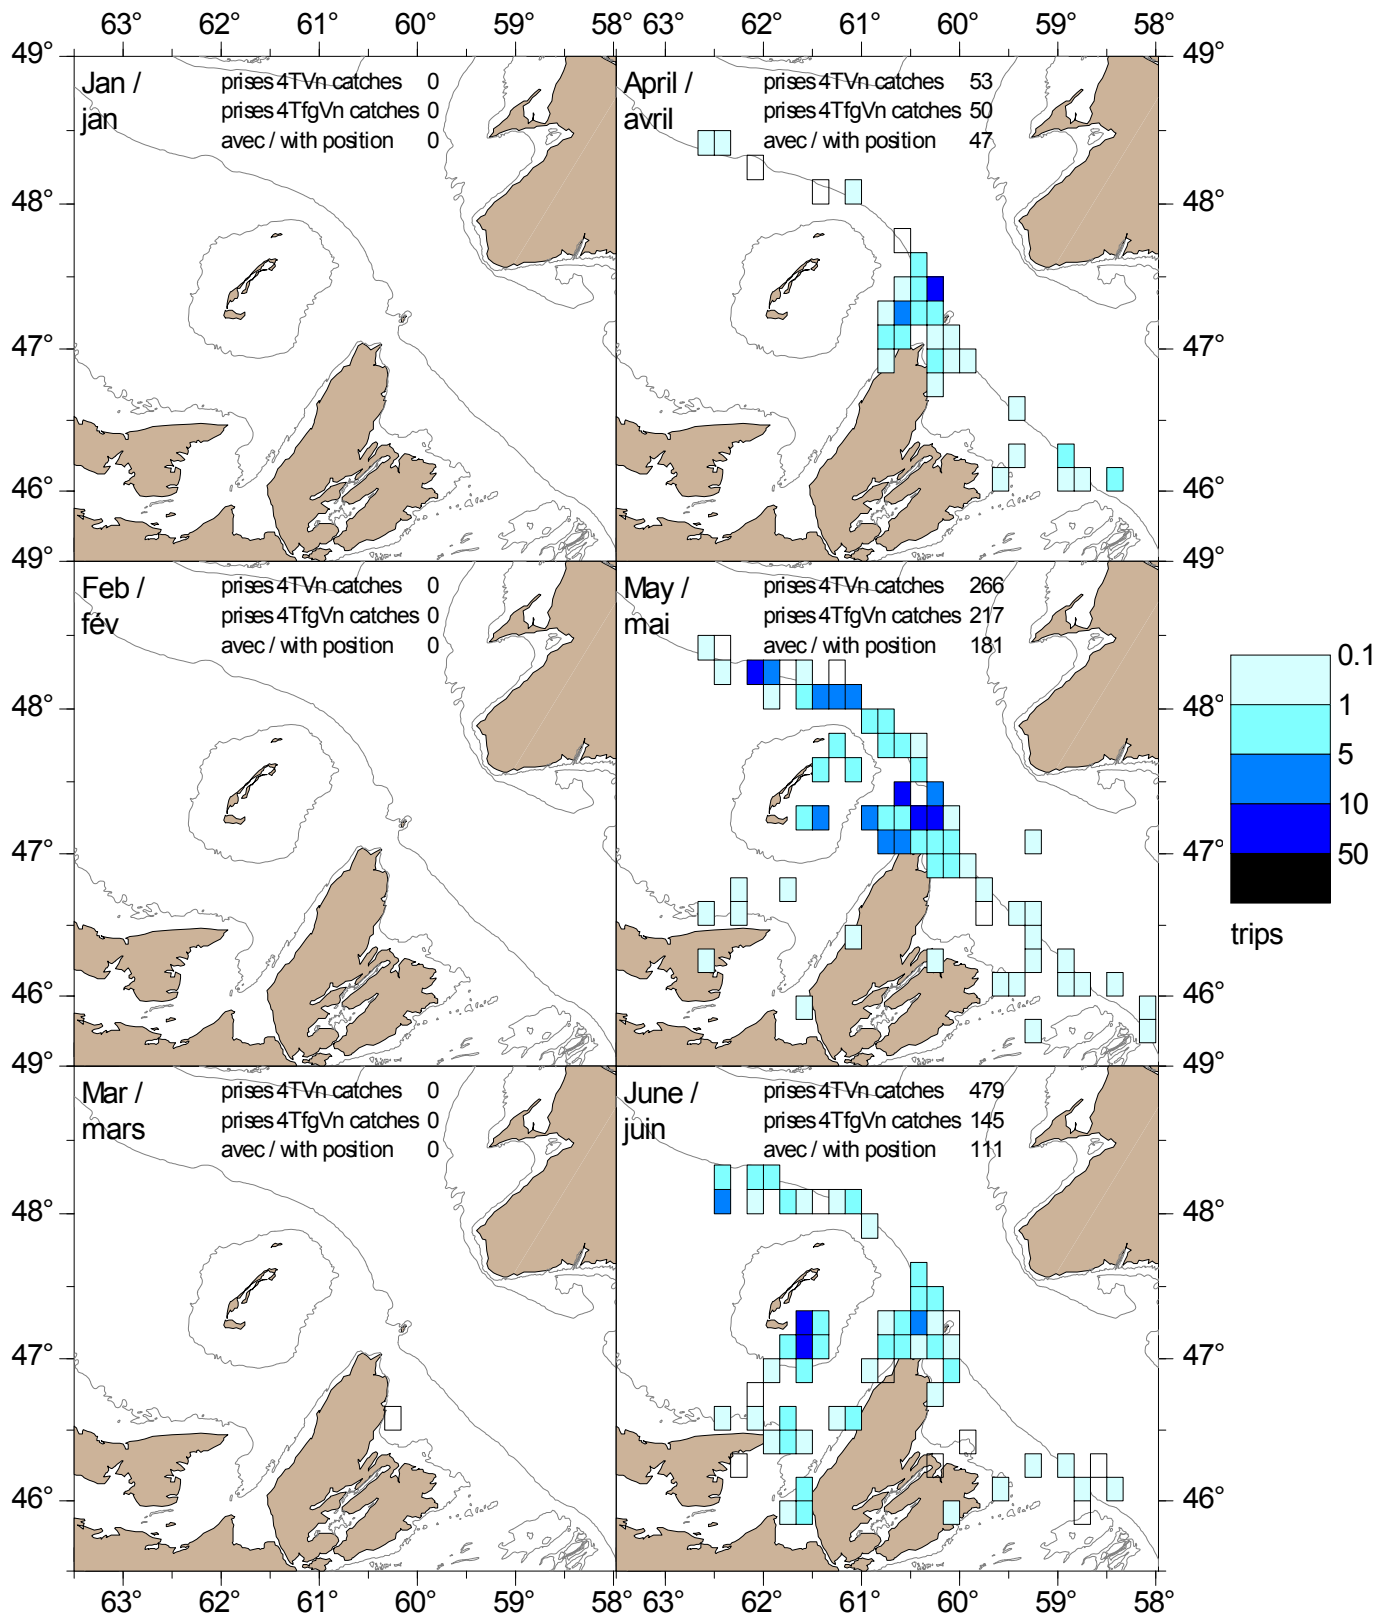 63° 62° 61° 60° 59° 58° 63° 62° 61° 60° 59° 58°
49° 49°
Jan / prises 4TVn catches 0
jan prises 4TfgVn catches 0
avec / with position 0
April / prises 4TVn catches 53
avril prises 4TfgVn catches 50
avec / with position 47
48° 48°
47° 47°
46° 46°
49° 49°
Feb / prises 4TVn catches 0
fév prises 4TfgVn catches 0
avec / with position 0
May / prises 4TVn catches 266
mai prises 4TfgVn catches 217
avec / with position 181
0.1
1
5
10
50
trips
48° 48°
47° 47°
46° 46°
49° 49°
Mar / prises 4TVn catches 0
mars prises 4TfgVn catches 0
avec / with position 0
June / prises 4TVn catches 479
juin prises 4TfgVn catches 145
avec / with position 111
48° 48°
47° 47°
46° 46°
63° 62° 61° 60° 59° 58° 63° 62° 61° 60° 59° 58°